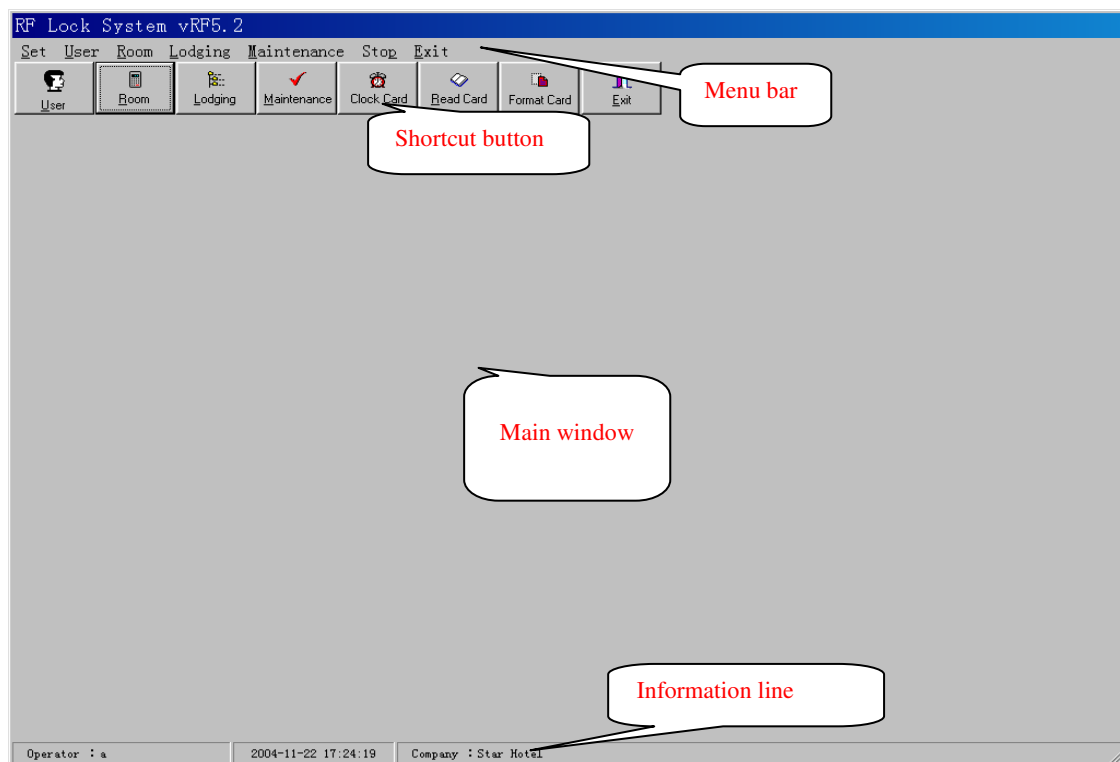 RF Lock System vRF5.2
Set User Room Lodging Maintenance Stop Exit
Menu bar
User Room Lodging Maintenance Clock Card Read Card Format Card Exit
Shortcut button
Main window
Information line
Operator : a 2004-11-22 17:24:19 Company : Star Hotel